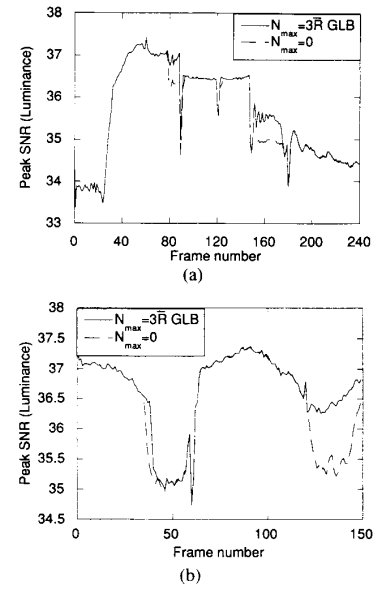 N_max=3R̅ GLB
N_max=0
Peak SNR (Luminance)
38
37
36
35
34
33
0 40 80 120 160 200 240
Frame number
(a)
N_max=3R̅ GLB
N_max=0
Peak SNR (Luminance)
38
37.5
37
36.5
36
35.5
35
34.5
0 50 100 150
Frame number
(b)